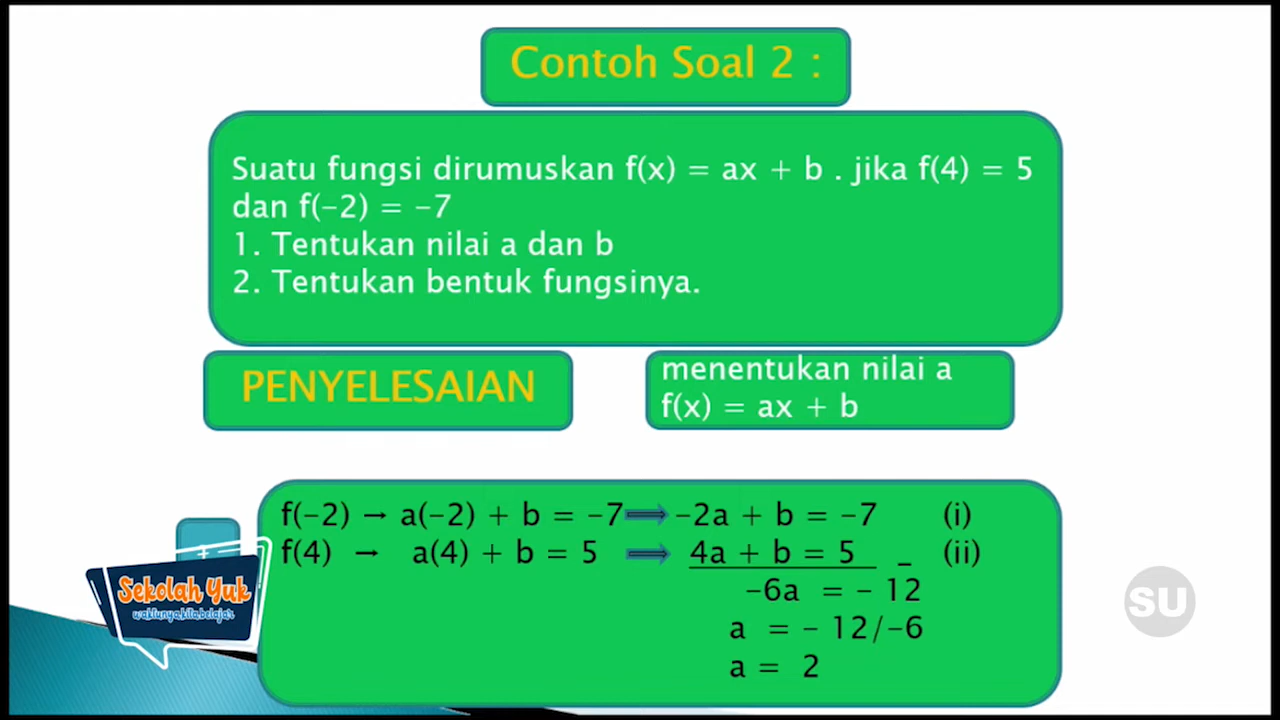 Contoh Soal 2 :
Suatu fungsi dirumuskan f(x) = ax + b . jika f(4) = 5
dan f(-2) = -7
1. Tentukan nilai a dan b
2. Tentukan bentuk fungsinya.
PENYELESAIAN
menentukan nilai a
f(x) = ax + b
f(-2) → a(-2) + b = -7 ⇒ -2a + b = -7 (i)
f(4) → a(4) + b = 5 ⇒ 4a + b = 5 _ (ii)
-6a = - 12
a = - 12/-6
a = 2
Sekolah Yuk
waktunya kita belajar
SU